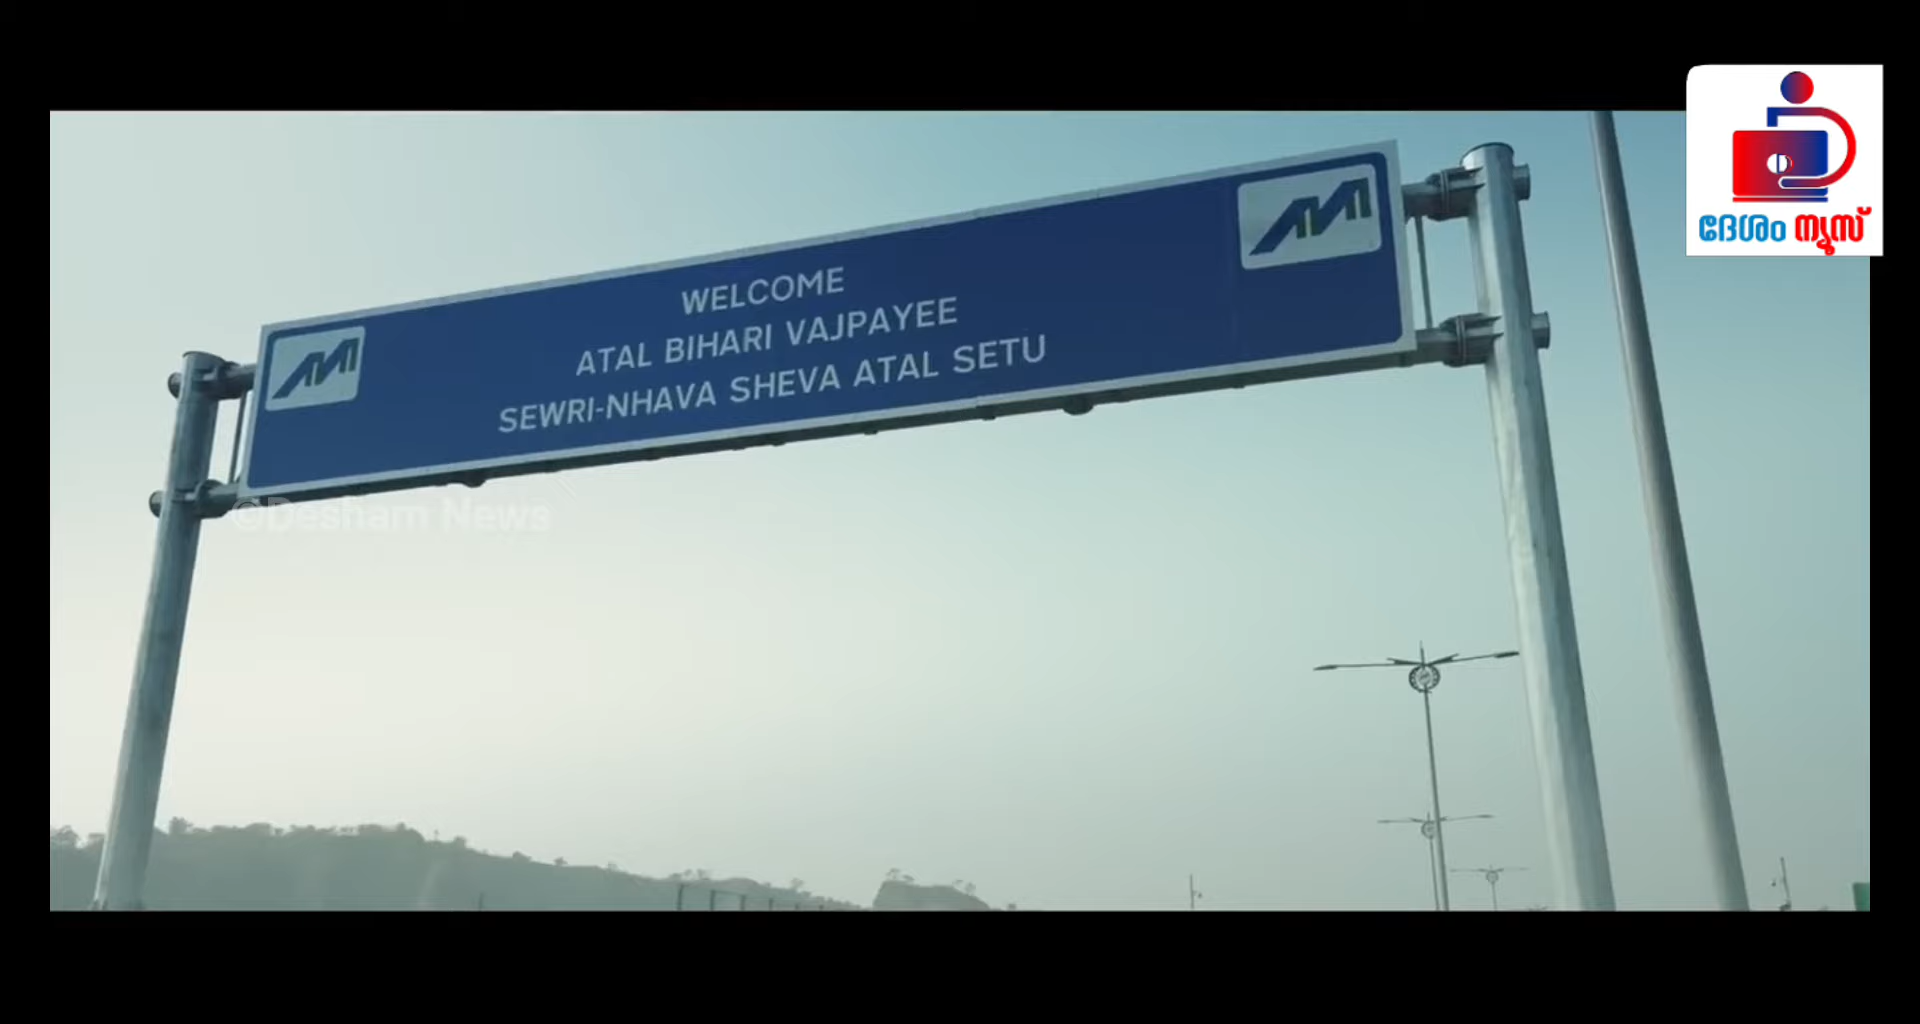 WELCOME
ATAL BIHARI VAJPAYEE
SEWRI-NHAVA SHEVA ATAL SETU
ദേശം ന്യൂസ്
©Desham News